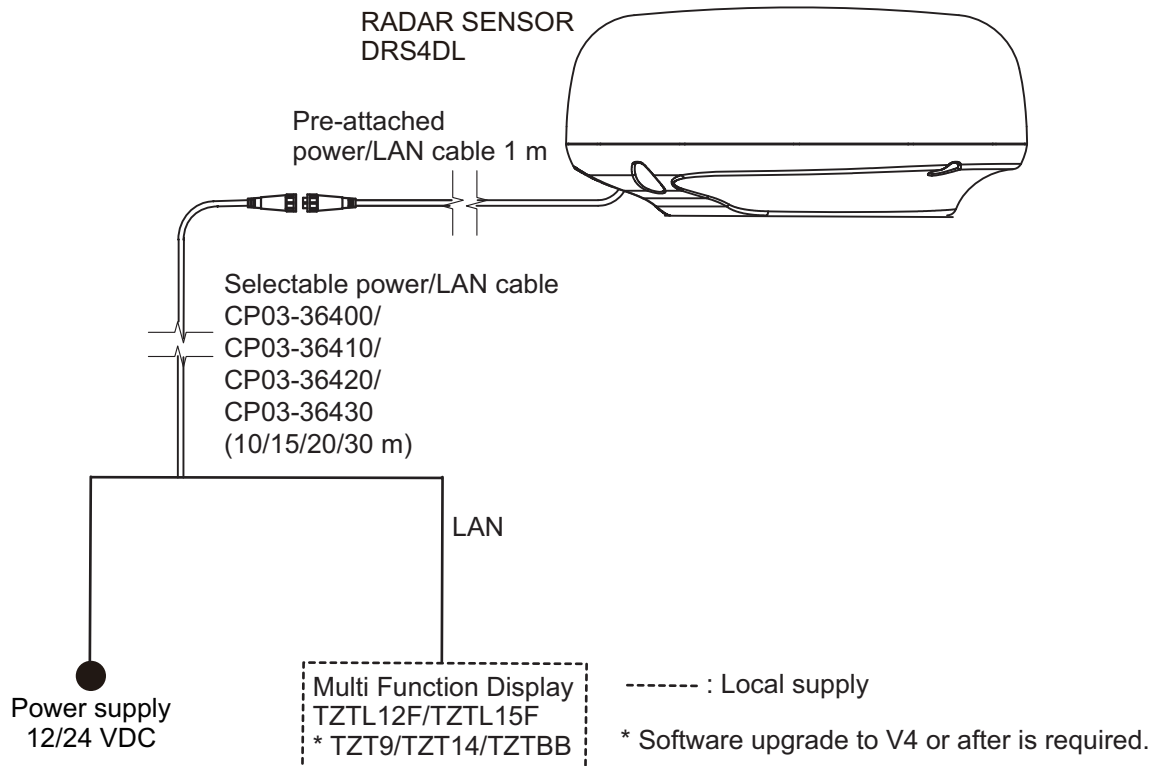 RADAR SENSOR
DRS4DL
Pre-attached
power/LAN cable 1 m
Selectable power/LAN cable
CP03-36400/
CP03-36410/
CP03-36420/
CP03-36430
(10/15/20/30 m)
LAN
Power supply
12/24 VDC
Multi Function Display
TZTL12F/TZTL15F
* TZT9/TZT14/TZTBB
------- : Local supply
* Software upgrade to V4 or after is required.